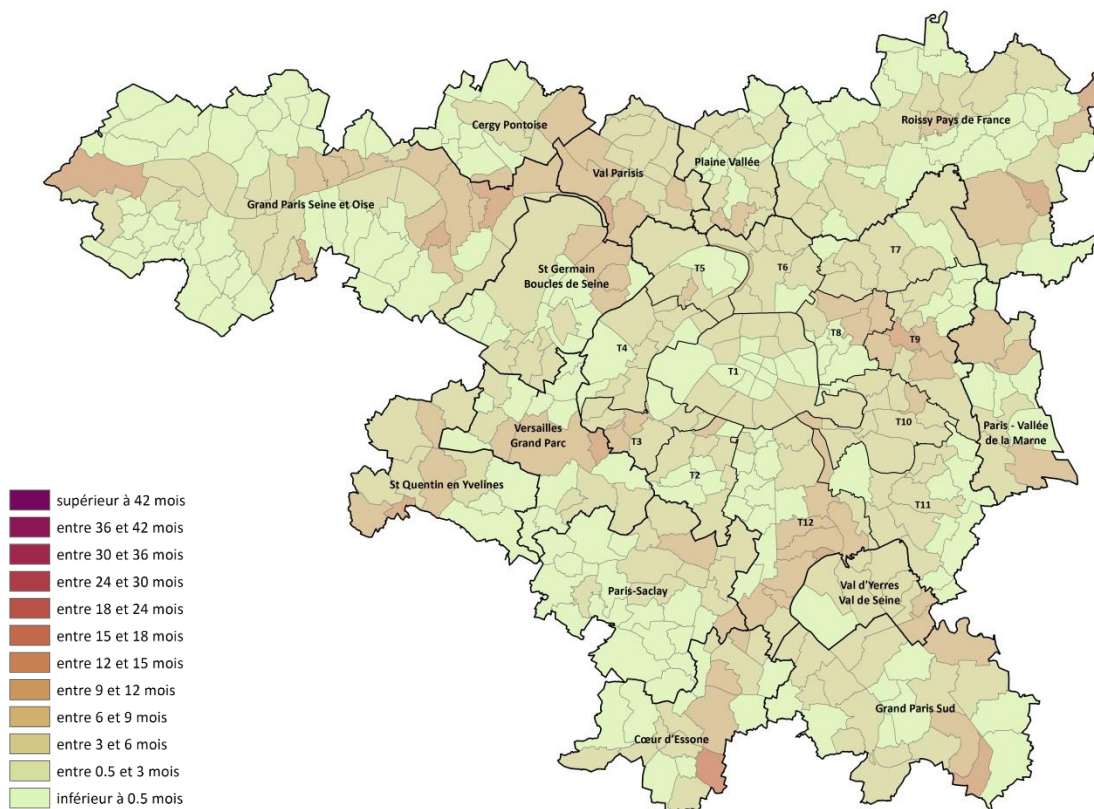 Cergy Pontoise
Roissy Pays de France
Plaine Vallée
Val Parisis
Grand Paris Seine et Oise
T7
T6
T5
St Germain
Boucles de Seine
T8
T9
T4
T1
T10
Paris - Vallée
de la Marne
Versailles
Grand Parc
T3
T2
St Quentin en Yvelines
T11
T12
Val d'Yerres
Val de Seine
Paris-Saclay
Grand Paris Sud
Cœur d'Essone
supérieur à 42 mois
entre 36 et 42 mois
entre 30 et 36 mois
entre 24 et 30 mois
entre 18 et 24 mois
entre 15 et 18 mois
entre 12 et 15 mois
entre 9 et 12 mois
entre 6 et 9 mois
entre 3 et 6 mois
entre 0.5 et 3 mois
inférieur à 0.5 mois